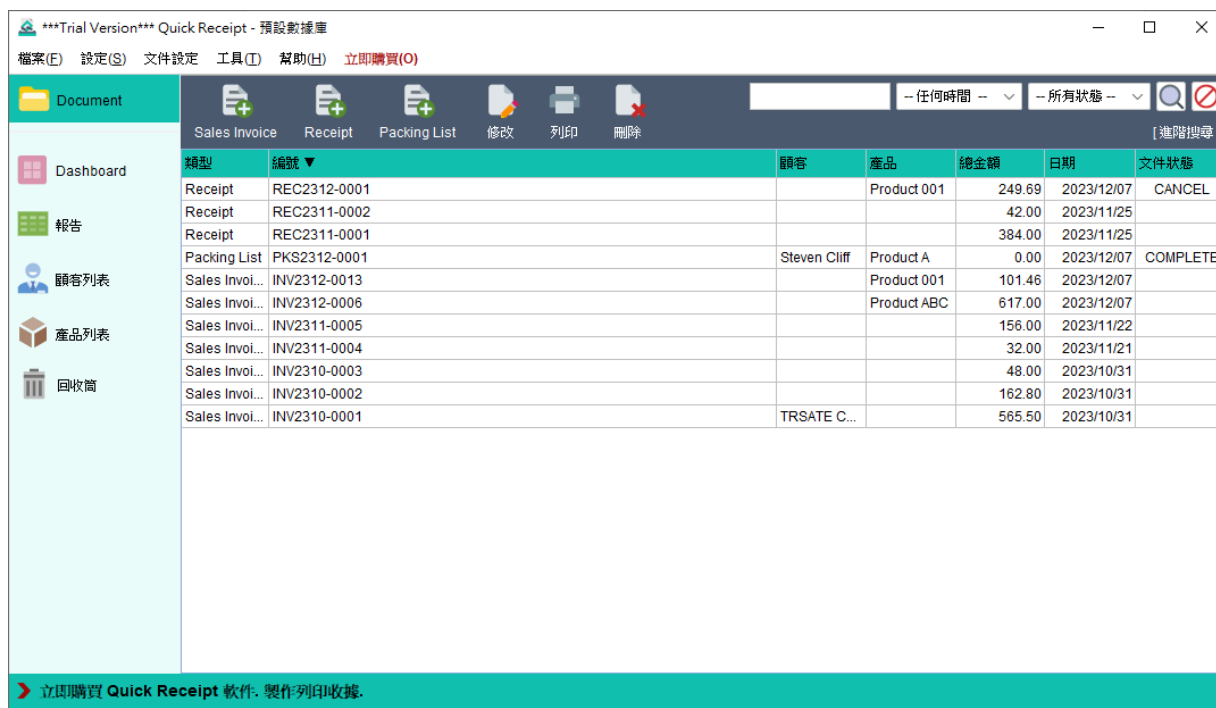 ***Trial Version*** Quick Receipt - 預設數據庫
檔案(F) 設定(S) 文件設定 工具(T) 幫助(H) 立即購買(O)
Document
Sales Invoice Receipt Packing List 修改 列印 刪除
-- 任何時間 -- -- 所有狀態 --
[進階搜尋
Dashboard
報告
顧客列表
產品列表
回收筒
類型 編號 ▼ 顧客 產品 總金額 日期 文件狀態
Receipt REC2312-0001 Product 001 249.69 2023/12/07 CANCEL
Receipt REC2311-0002 42.00 2023/11/25
Receipt REC2311-0001 384.00 2023/11/25
Packing List PKS2312-0001 Steven Cliff Product A 0.00 2023/12/07 COMPLETE
Sales Invoi... INV2312-0013 Product 001 101.46 2023/12/07
Sales Invoi... INV2312-0006 Product ABC 617.00 2023/12/07
Sales Invoi... INV2311-0005 156.00 2023/11/22
Sales Invoi... INV2311-0004 32.00 2023/11/21
Sales Invoi... INV2310-0003 48.00 2023/10/31
Sales Invoi... INV2310-0002 162.80 2023/10/31
Sales Invoi... INV2310-0001 TRSATE C... 565.50 2023/10/31
立即購買 Quick Receipt 軟件. 製作列印收據.